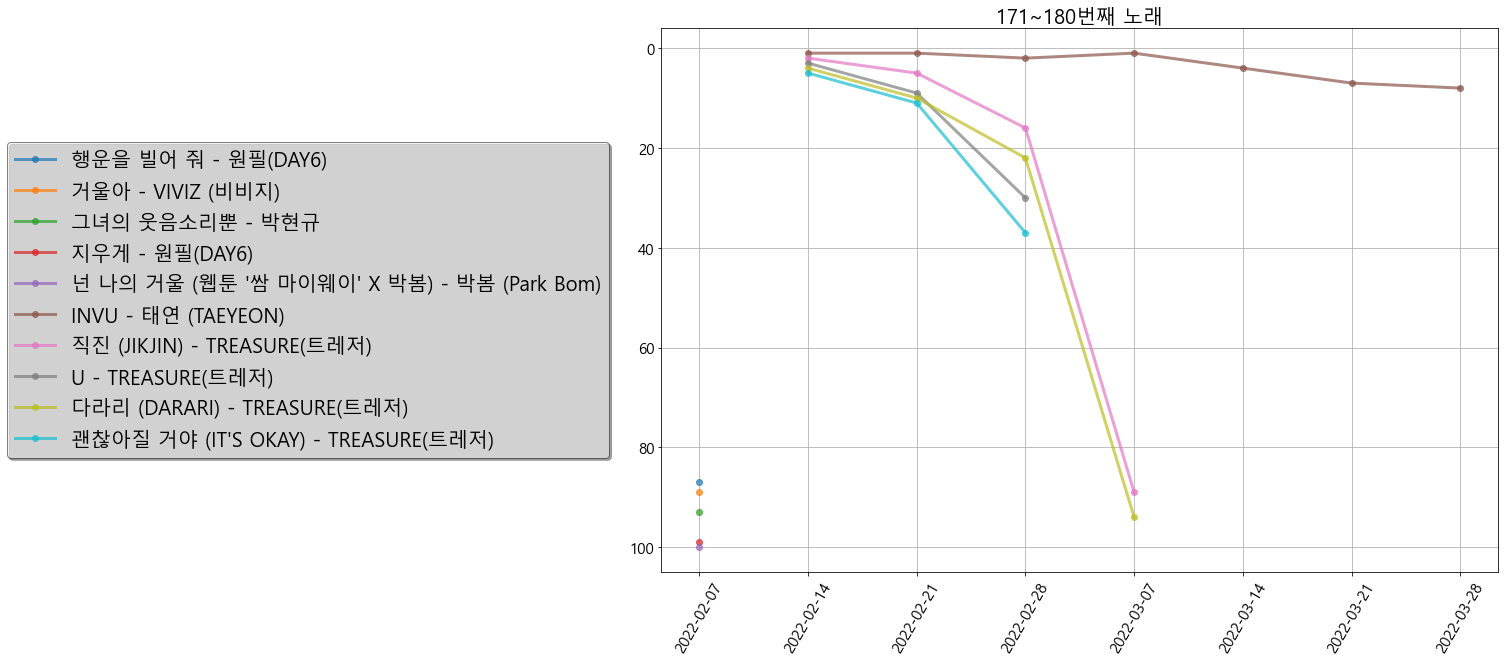 171~180번째 노래
행운을 빌어 줘 - 원필(DAY6)
거울아 - VIVIZ (비비지)
그녀의 웃음소리뿐 - 박현규
지우게 - 원필(DAY6)
넌 나의 거울 (웹툰 '쌈 마이웨이' X 박봄) - 박봄 (Park Bom)
INVU - 태연 (TAEYEON)
직진 (JIKJIN) - TREASURE(트레저)
U - TREASURE(트레저)
다라리 (DARARI) - TREASURE(트레저)
괜찮아질 거야 (IT'S OKAY) - TREASURE(트레저)
0
20
40
60
80
100
2022-02-07
2022-02-14
2022-02-21
2022-02-28
2022-03-07
2022-03-14
2022-03-21
2022-03-28